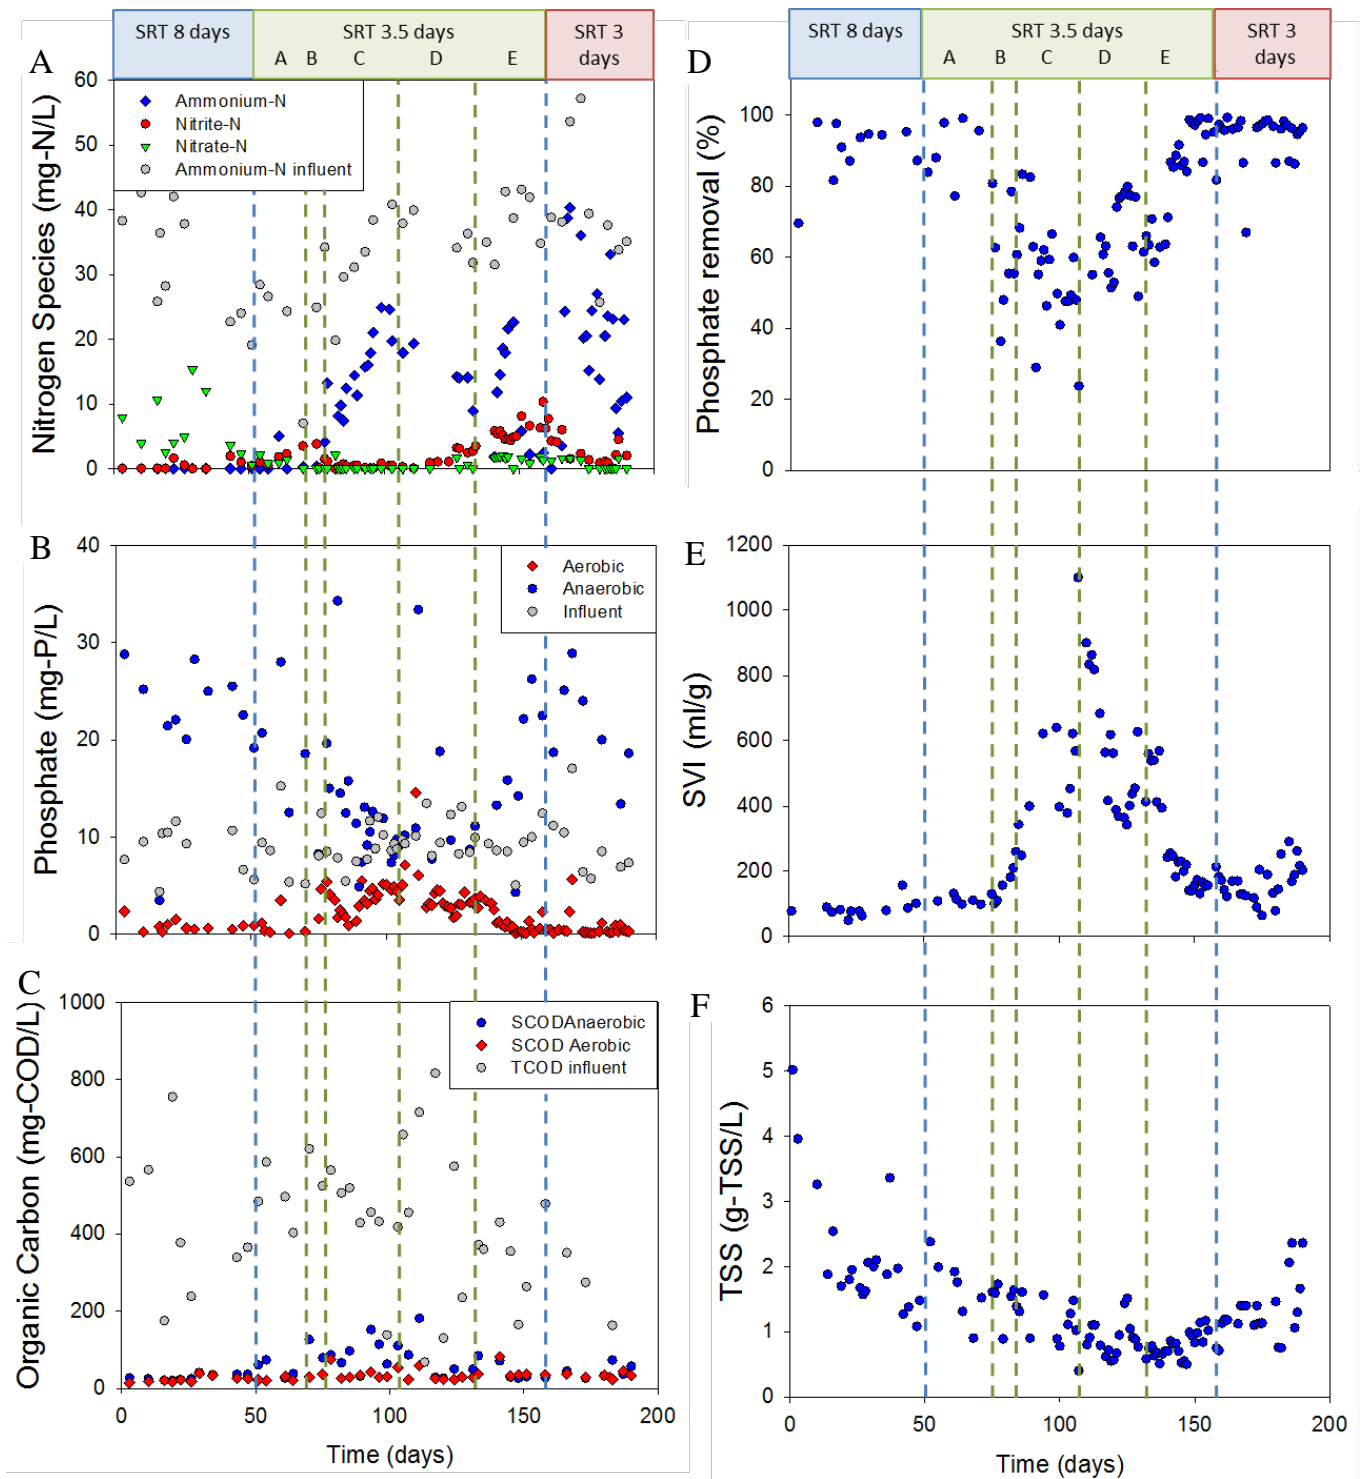 SRT 8 days
SRT 3.5 days
SRT 3
days
A B C D E
A
60
50
40
30
20
10
0
Nitrogen Species (mg-N/L)
Ammonium-N
Nitrite-N
Nitrate-N
Ammonium-N influent
B
40
30
20
10
0
Phosphate (mg-P/L)
Aerobic
Anaerobic
Influent
C
1000
800
600
400
200
0
Organic Carbon (mg-COD/L)
SCODAnaerobic
SCOD Aerobic
TCOD influent
0 50 100 150 200
Time (days)
SRT 8 days
SRT 3.5 days
SRT 3
days
A B C D E
D
100
80
60
40
20
0
Phosphate removal (%)
E
1200
1000
800
600
400
200
0
SVI (ml/g)
F
6
5
4
3
2
1
0
TSS (g-TSS/L)
0 50 100 150 200
Time (days)